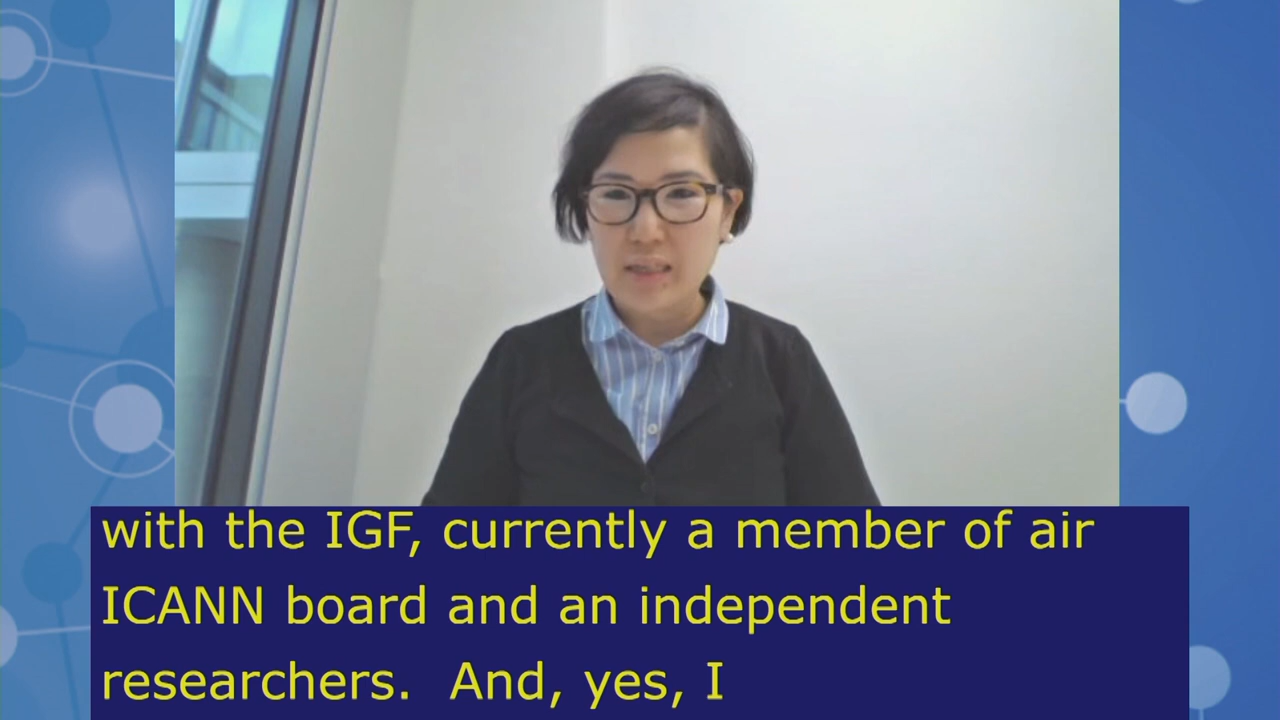 with the IGF, currently a member of air
ICANN board and an independent
researchers.  And, yes, I